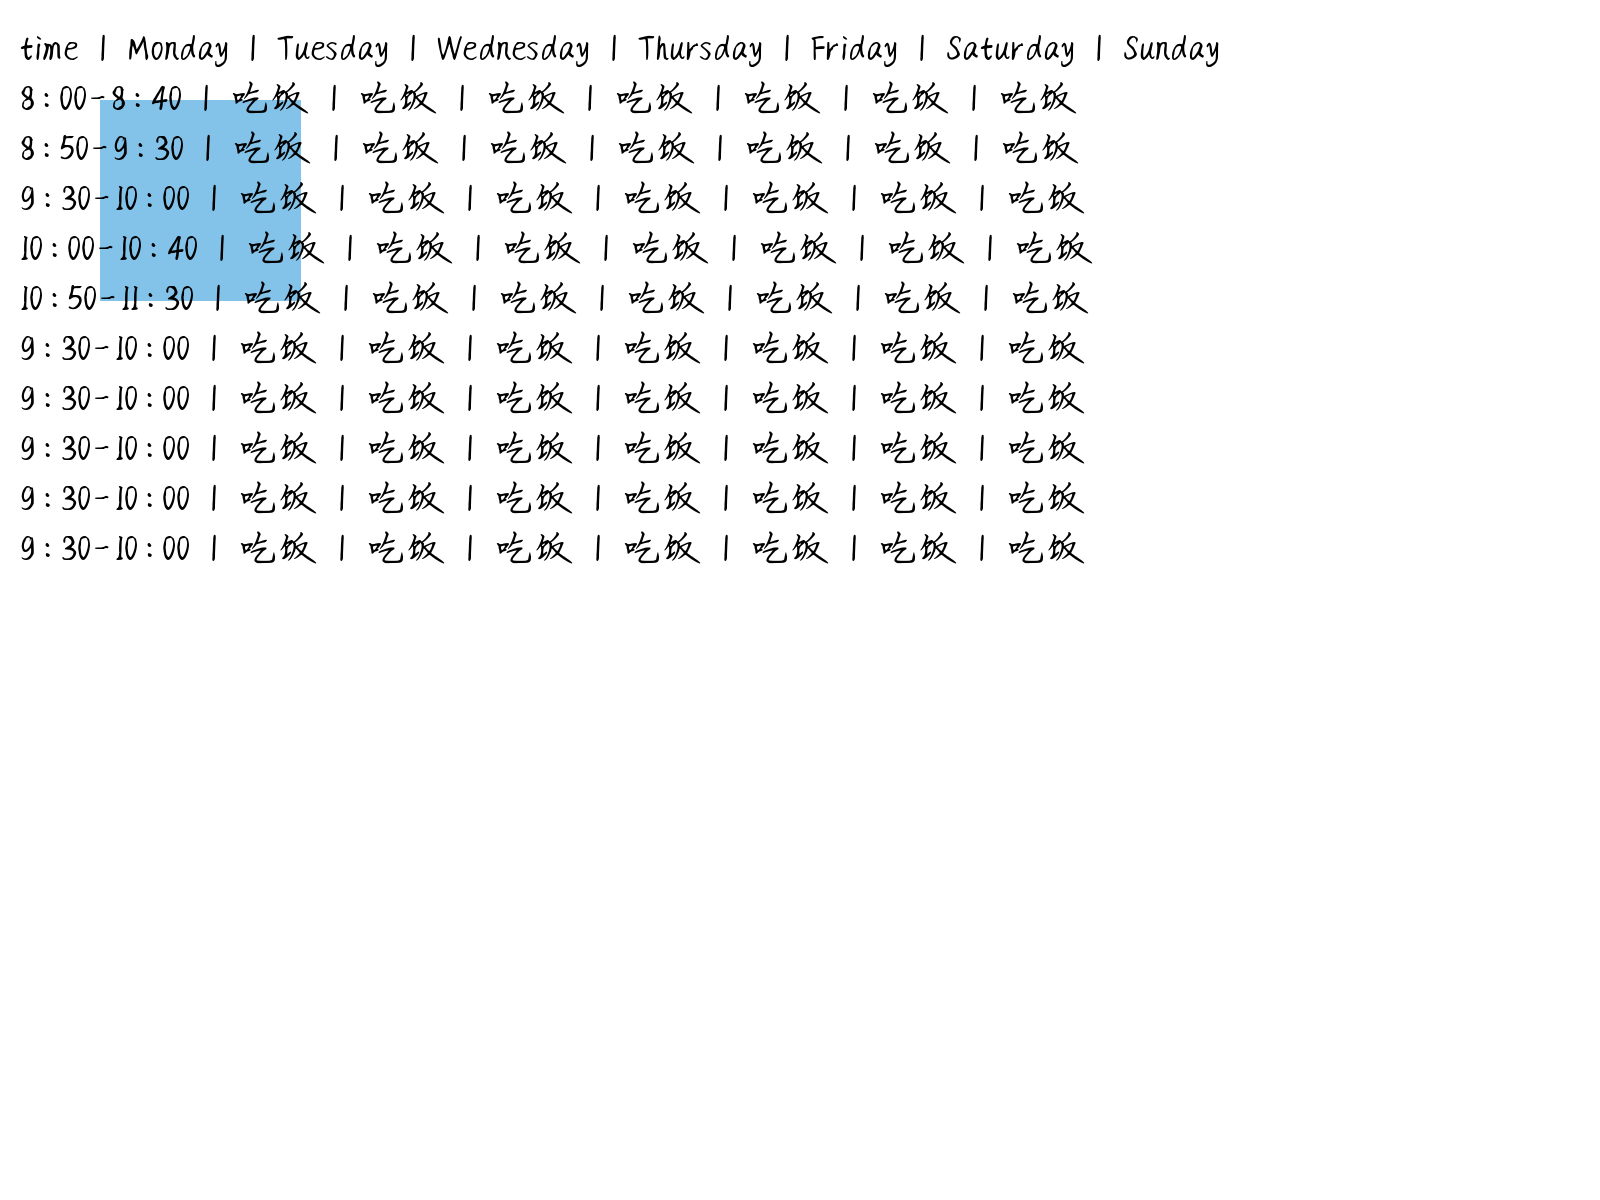 time | Monday | Tuesday | Wednesday | Thursday | Friday | Saturday | Sunday
8:00-8:40 | 吃饭 | 吃饭 | 吃饭 | 吃饭 | 吃饭 | 吃饭 | 吃饭
8:50-9:30 | 吃饭 | 吃饭 | 吃饭 | 吃饭 | 吃饭 | 吃饭 | 吃饭
9:30-10:00 | 吃饭 | 吃饭 | 吃饭 | 吃饭 | 吃饭 | 吃饭 | 吃饭
10:00-10:40 | 吃饭 | 吃饭 | 吃饭 | 吃饭 | 吃饭 | 吃饭 | 吃饭
10:50-11:30 | 吃饭 | 吃饭 | 吃饭 | 吃饭 | 吃饭 | 吃饭 | 吃饭
9:30-10:00 | 吃饭 | 吃饭 | 吃饭 | 吃饭 | 吃饭 | 吃饭 | 吃饭
9:30-10:00 | 吃饭 | 吃饭 | 吃饭 | 吃饭 | 吃饭 | 吃饭 | 吃饭
9:30-10:00 | 吃饭 | 吃饭 | 吃饭 | 吃饭 | 吃饭 | 吃饭 | 吃饭
9:30-10:00 | 吃饭 | 吃饭 | 吃饭 | 吃饭 | 吃饭 | 吃饭 | 吃饭
9:30-10:00 | 吃饭 | 吃饭 | 吃饭 | 吃饭 | 吃饭 | 吃饭 | 吃饭